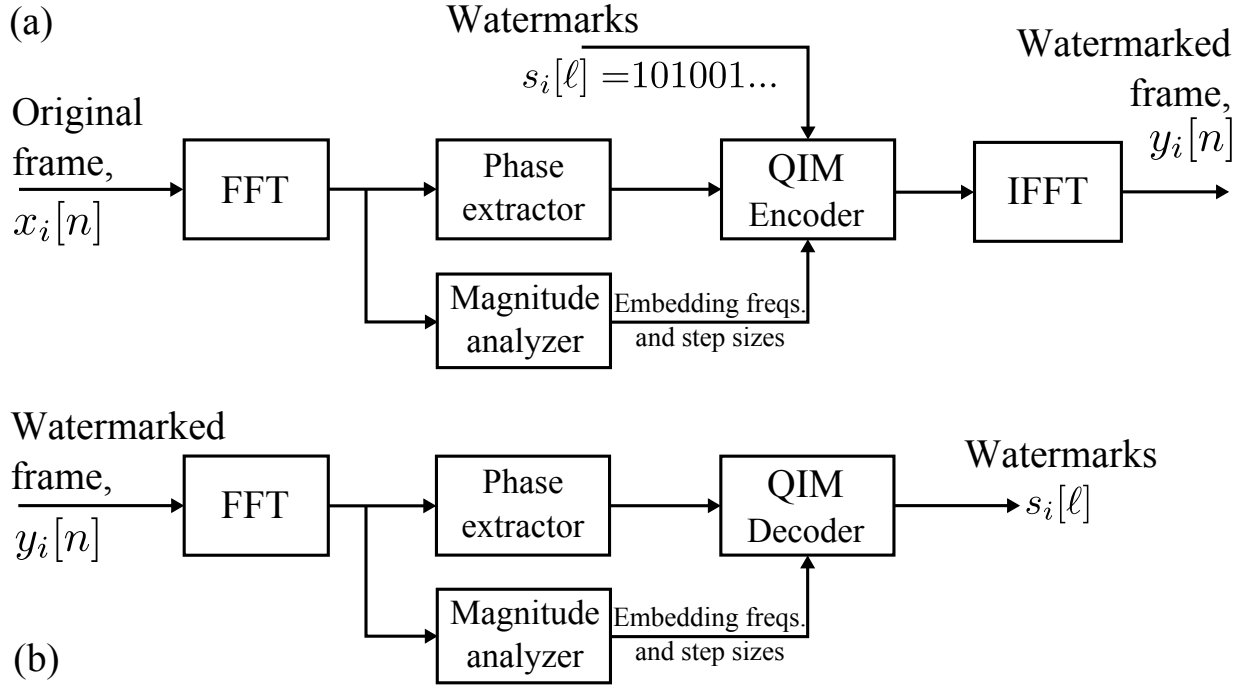 (a)
Watermarks
s_i[ℓ] =101001...
Watermarked
frame,
y_i[n]
Original
frame,
x_i[n]
FFT
Phase
extractor
QIM
Encoder
IFFT
Magnitude
analyzer
Embedding freqs.
and step sizes
Watermarked
frame,
y_i[n]
FFT
Phase
extractor
QIM
Decoder
Watermarks
s_i[ℓ]
Magnitude
analyzer
Embedding freqs.
and step sizes
(b)